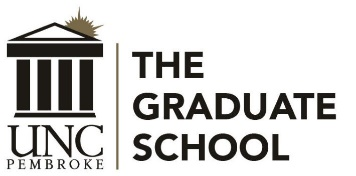 UNC
PEMBROKE
THE
GRADUATE
SCHOOL